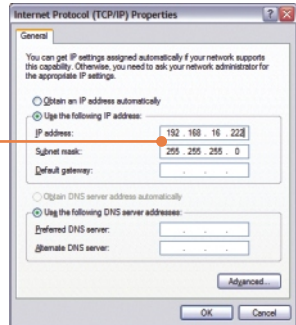 Internet Protocol (TCP/IP) Properties
General
You can get IP settings assigned automatically if your network supports
this capability. Otherwise, you need to ask your network administrator for
the appropriate IP settings.
Obtain an IP address automatically
Use the following IP address:
IP address: 192 . 168 . 16 . 222
Subnet mask: 255 . 255 . 255 . 0
Default gateway: . . .
Obtain DNS server address automatically
Use the following DNS server addresses:
Preferred DNS server: . . .
Alternate DNS server: . . .
Advanced...
OK Cancel